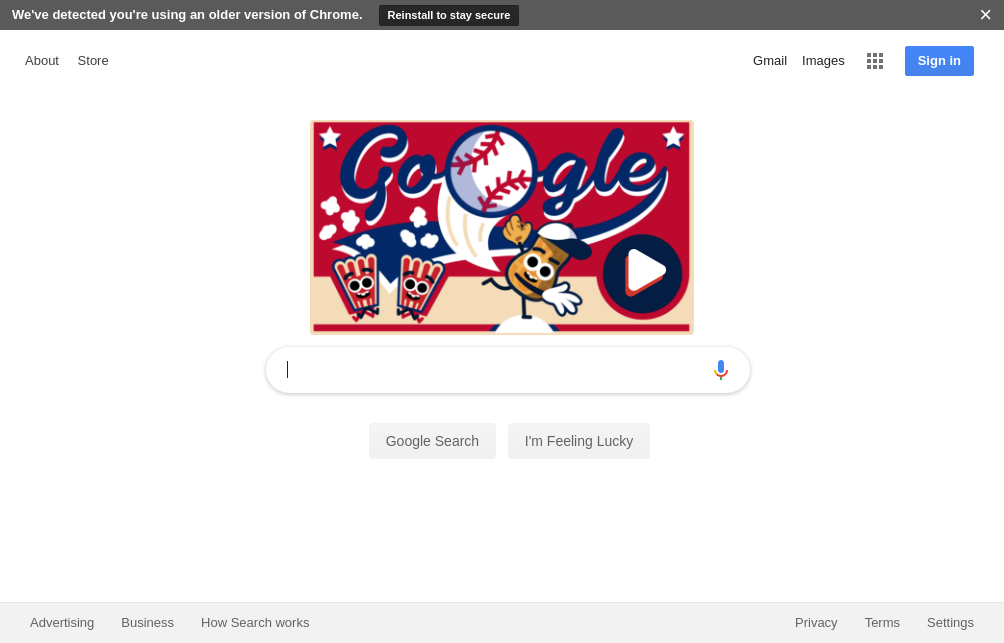 We've detected you're using an older version of Chrome. Reinstall to stay secure ×
About Store Gmail Images Sign in
Google
Google Search I'm Feeling Lucky
Advertising Business How Search works Privacy Terms Settings